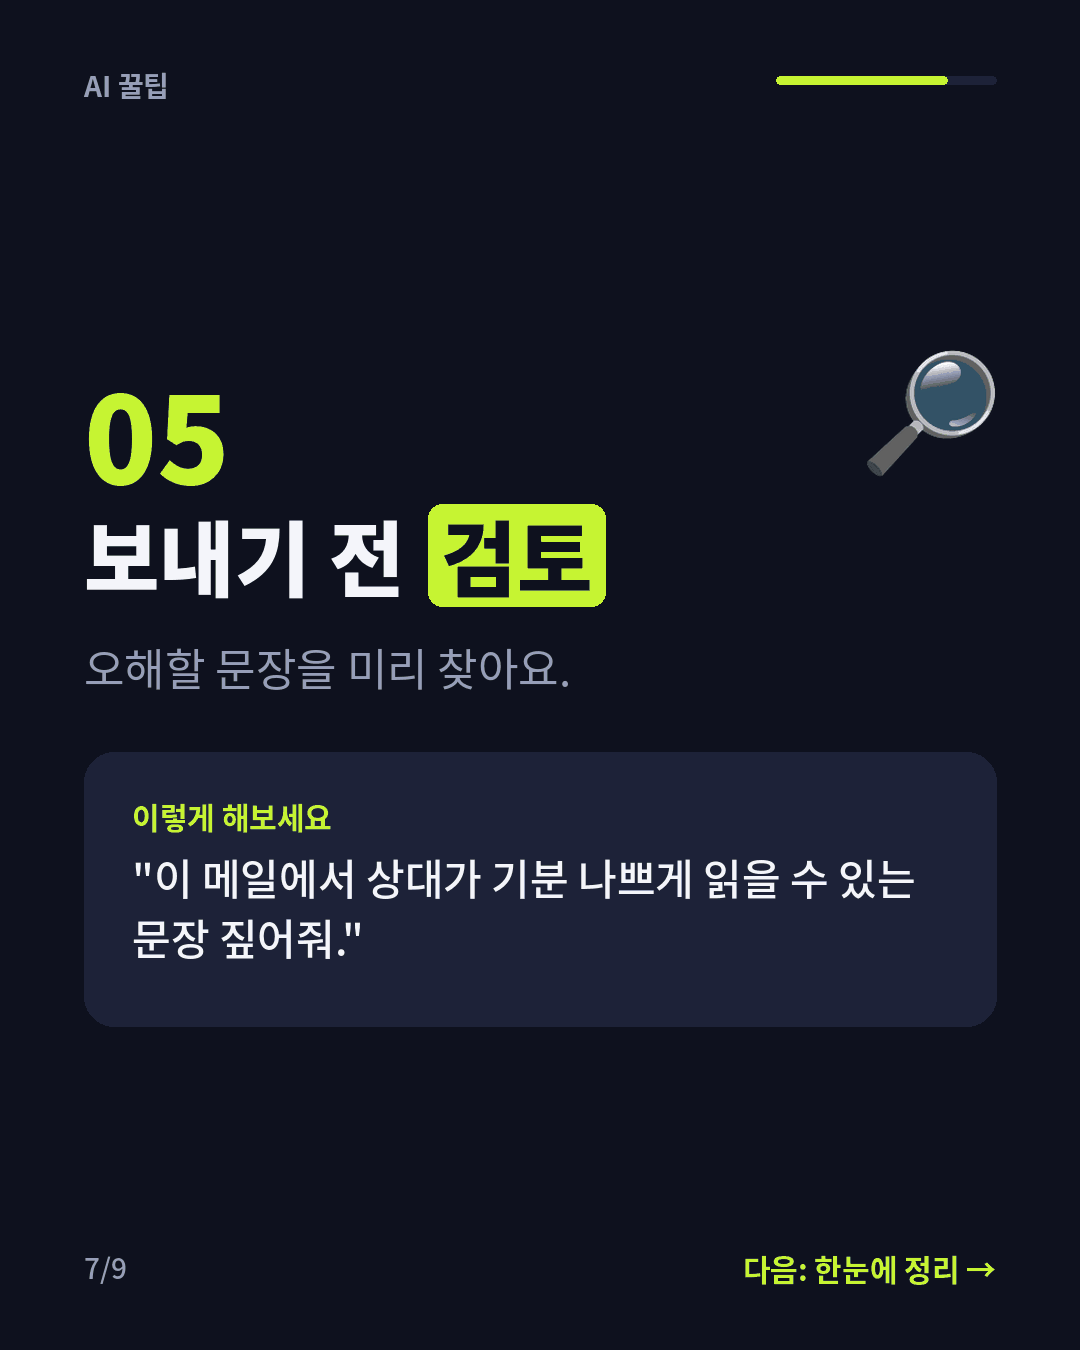 AI 꿀팁
05
보내기 전 검토
오해할 문장을 미리 찾아요.
이렇게 해보세요
"이 메일에서 상대가 기분 나쁘게 읽을 수 있는
문장 짚어줘."
7/9
다음: 한눈에 정리 →